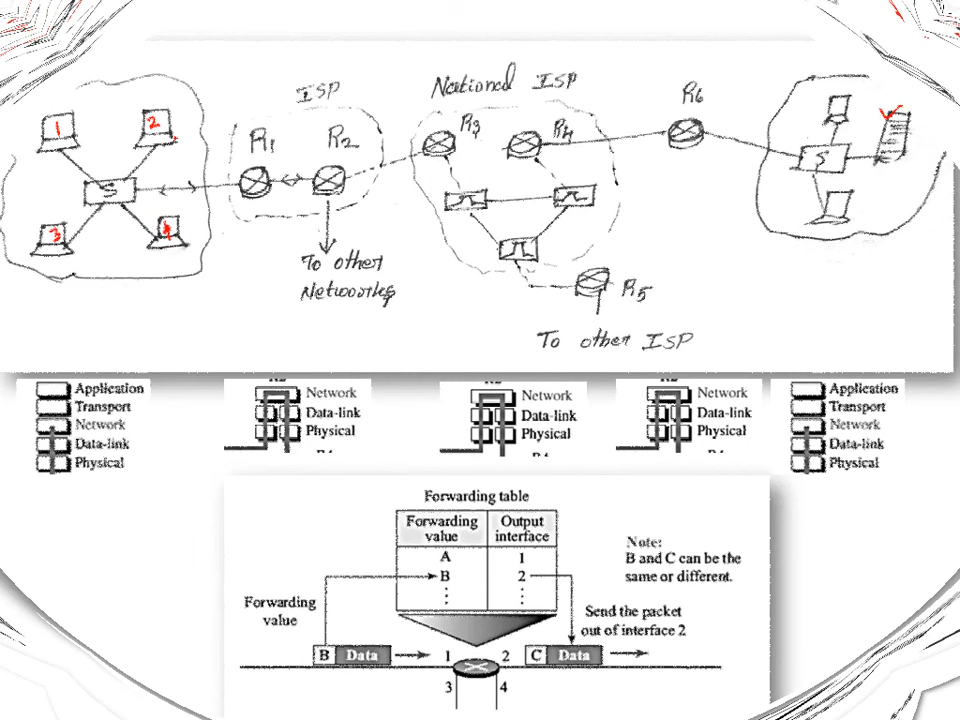 ISP
National ISP
R6
R3
R4
1
2
R1
R2
S
S
3
4
To other
Networks
R5
To other ISP
Application
Transport
Network
Data-link
Physical
Network
Data-link
Physical
Network
Data-link
Physical
Network
Data-link
Physical
Application
Transport
Network
Data-link
Physical
Forwarding table
Forwarding
value
Output
interface
A 1
B 2
Note:
B and C can be the
same or different.
Forwarding
value
Send the packet
out of interface 2
B Data 1 2 C Data
3 4